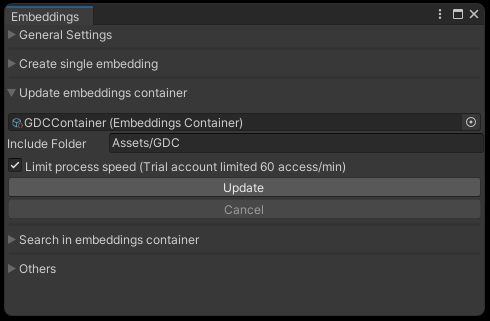 Embeddings
General Settings
Create single embedding
Update embeddings container
GDCContainer (Embeddings Container)
Include Folder Assets/GDC
Limit process speed (Trial account limited 60 access/min)
Update
Cancel
Search in embeddings container
Others